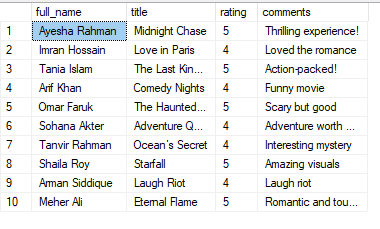 full_name title rating comments
1 Ayesha Rahman Midnight Chase 5 Thrilling experience!
2 Imran Hossain Love in Paris 4 Loved the romance
3 Tania Islam The Last Kin... 5 Action-packed!
4 Arif Khan Comedy Nights 4 Funny movie
5 Omar Faruk The Haunted... 5 Scary but good
6 Sohana Akter Adventure Q... 4 Adventure worth ...
7 Tanvir Rahman Ocean's Secret 4 Interesting mystery
8 Shaila Roy Starfall 5 Amazing visuals
9 Arman Siddique Laugh Riot 4 Laugh riot
10 Meher Ali Eternal Flame 5 Romantic and tou...